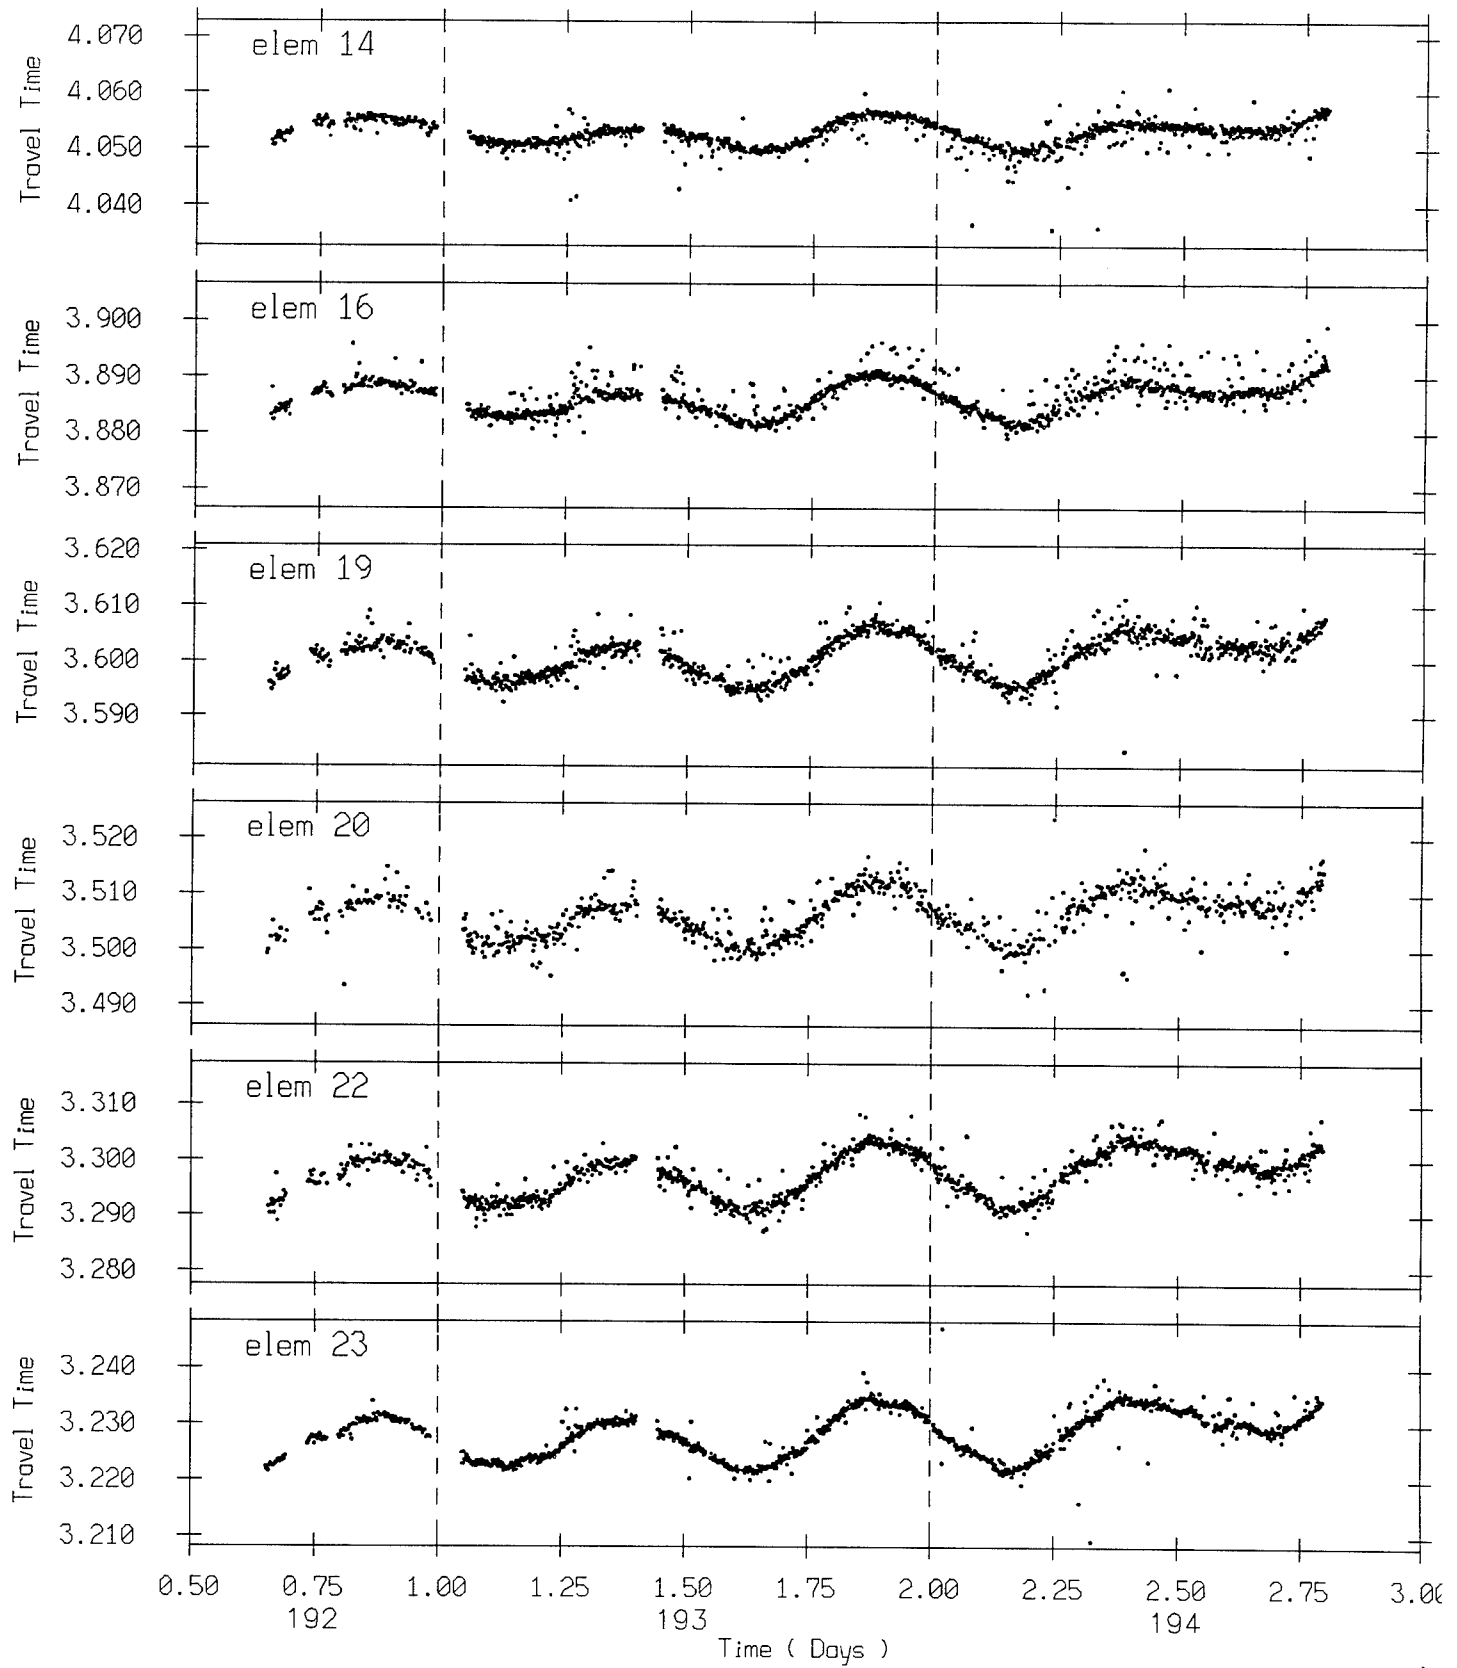 elem 14
Travel Time
4.070
4.060
4.050
4.040
elem 16
Travel Time
3.900
3.890
3.880
3.870
elem 19
Travel Time
3.620
3.610
3.600
3.590
elem 20
Travel Time
3.520
3.510
3.500
3.490
elem 22
Travel Time
3.310
3.300
3.290
3.280
elem 23
Travel Time
3.240
3.230
3.220
3.210
0.50 0.75 1.00 1.25 1.50 1.75 2.00 2.25 2.50 2.75 3.00
192 193 194
Time ( Days )